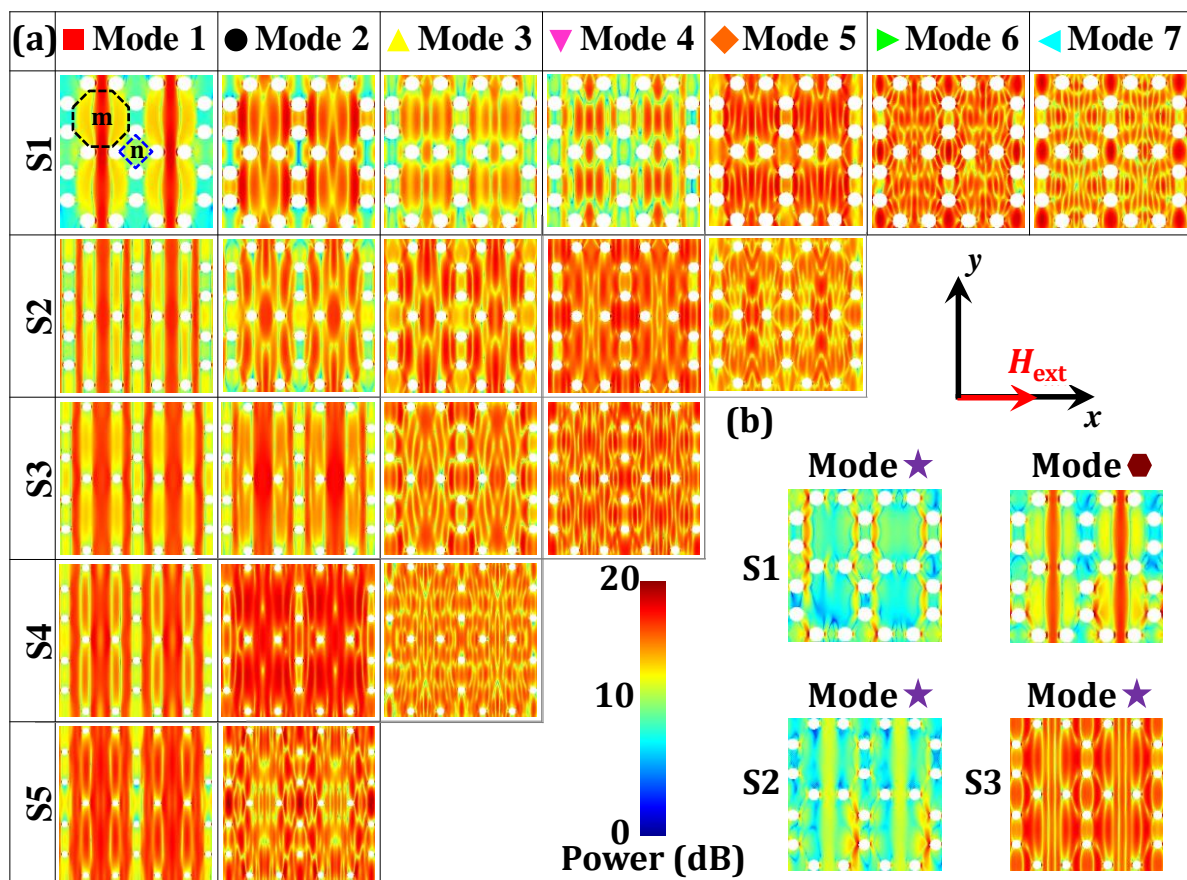 (a) Mode 1 Mode 2 Mode 3 Mode 4 Mode 5 Mode 6 Mode 7
S1
m
n
S2
y
H_ext
x
S3
(b)
Mode Mode
S1
S4
20
10
0
Power (dB)
Mode Mode
S2 S3
S5